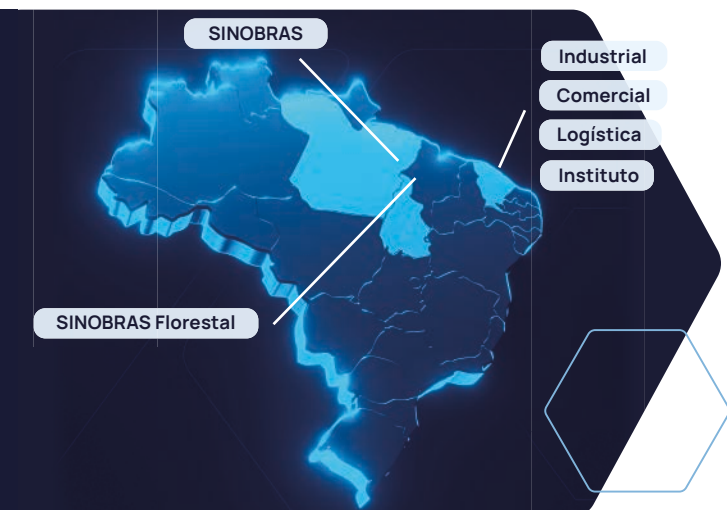 SINOBRAS
Industrial
Comercial
Logística
Instituto
SINOBRAS Florestal